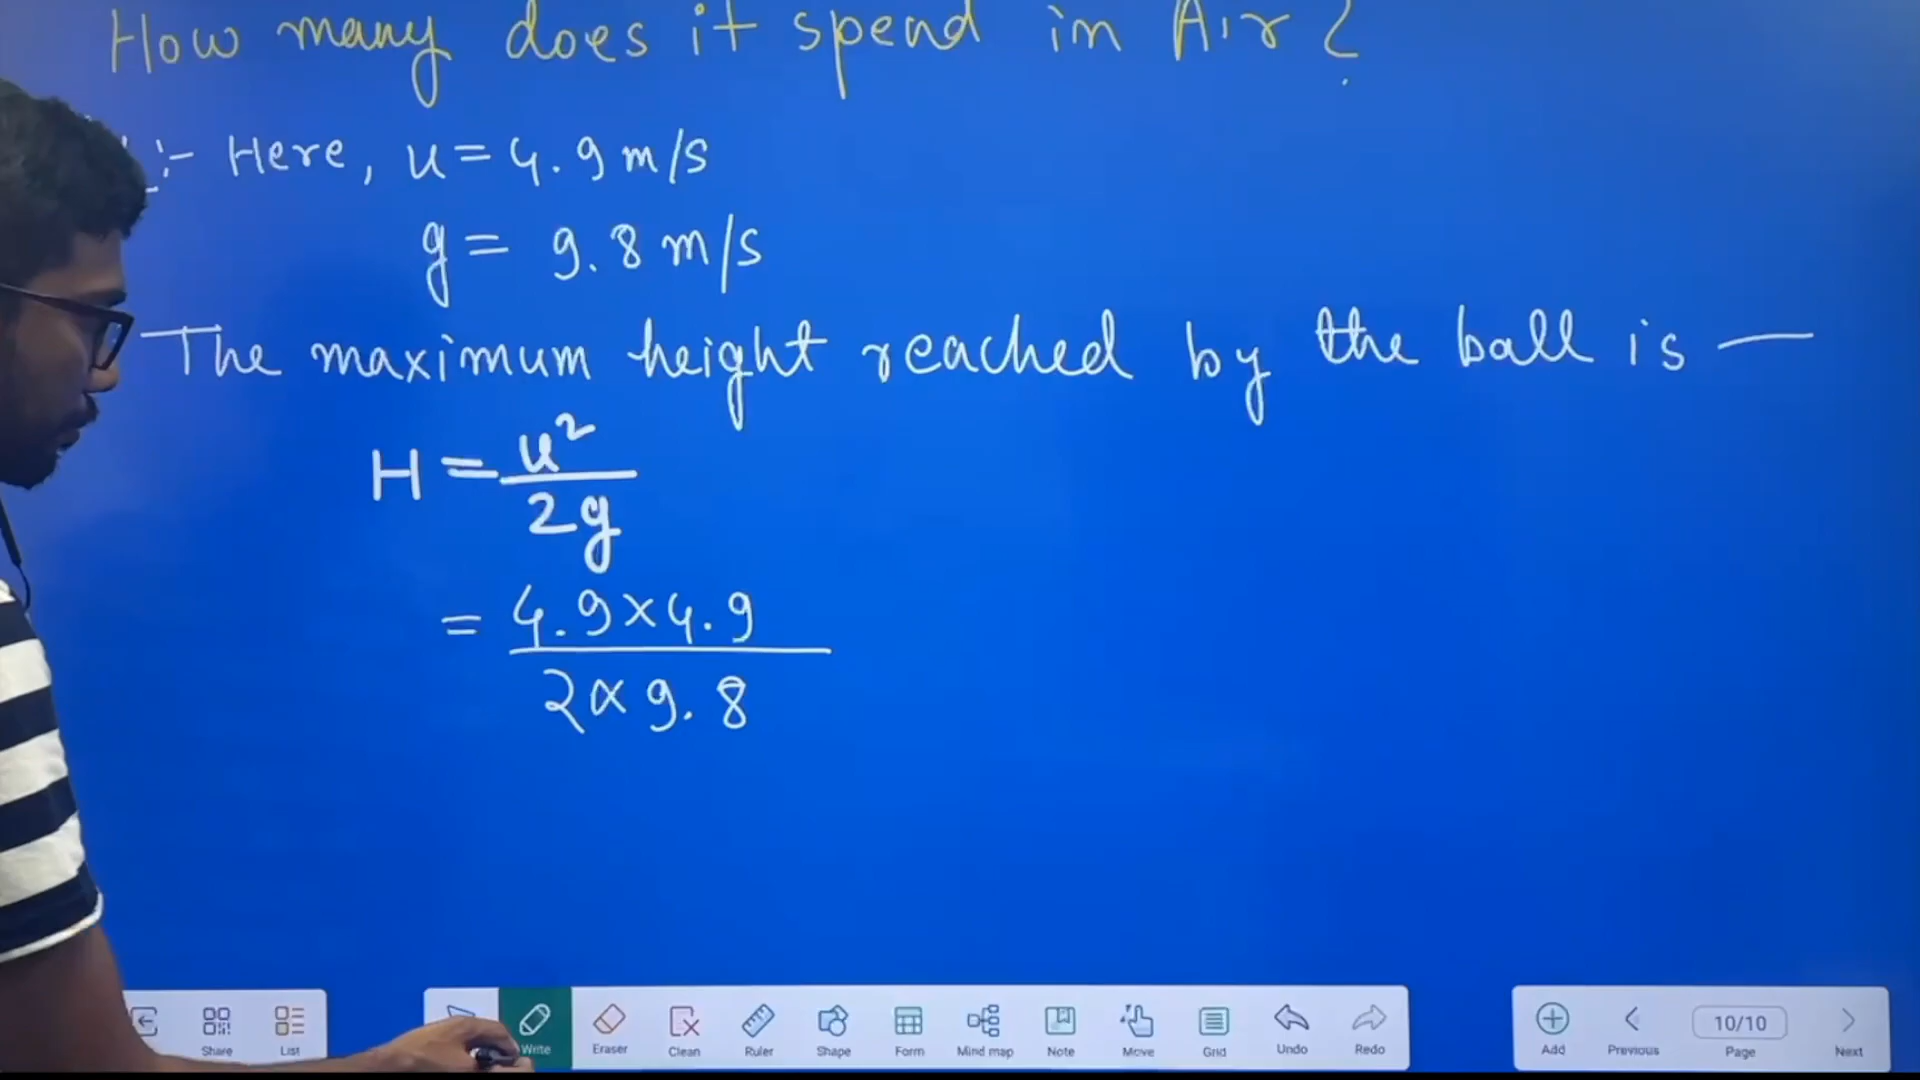 How many does it spend in Air?
:- Here, u = 4.9 m/s
g = 9.8 m/s
The maximum height reached by the ball is —
H = u²/2g
= 4.9 × 4.9 / 2 × 9.8
Share List Write Eraser Clean Ruler Shape Form Mind map Note Move Grid Undo Redo Add Previous 10/10 Page Next